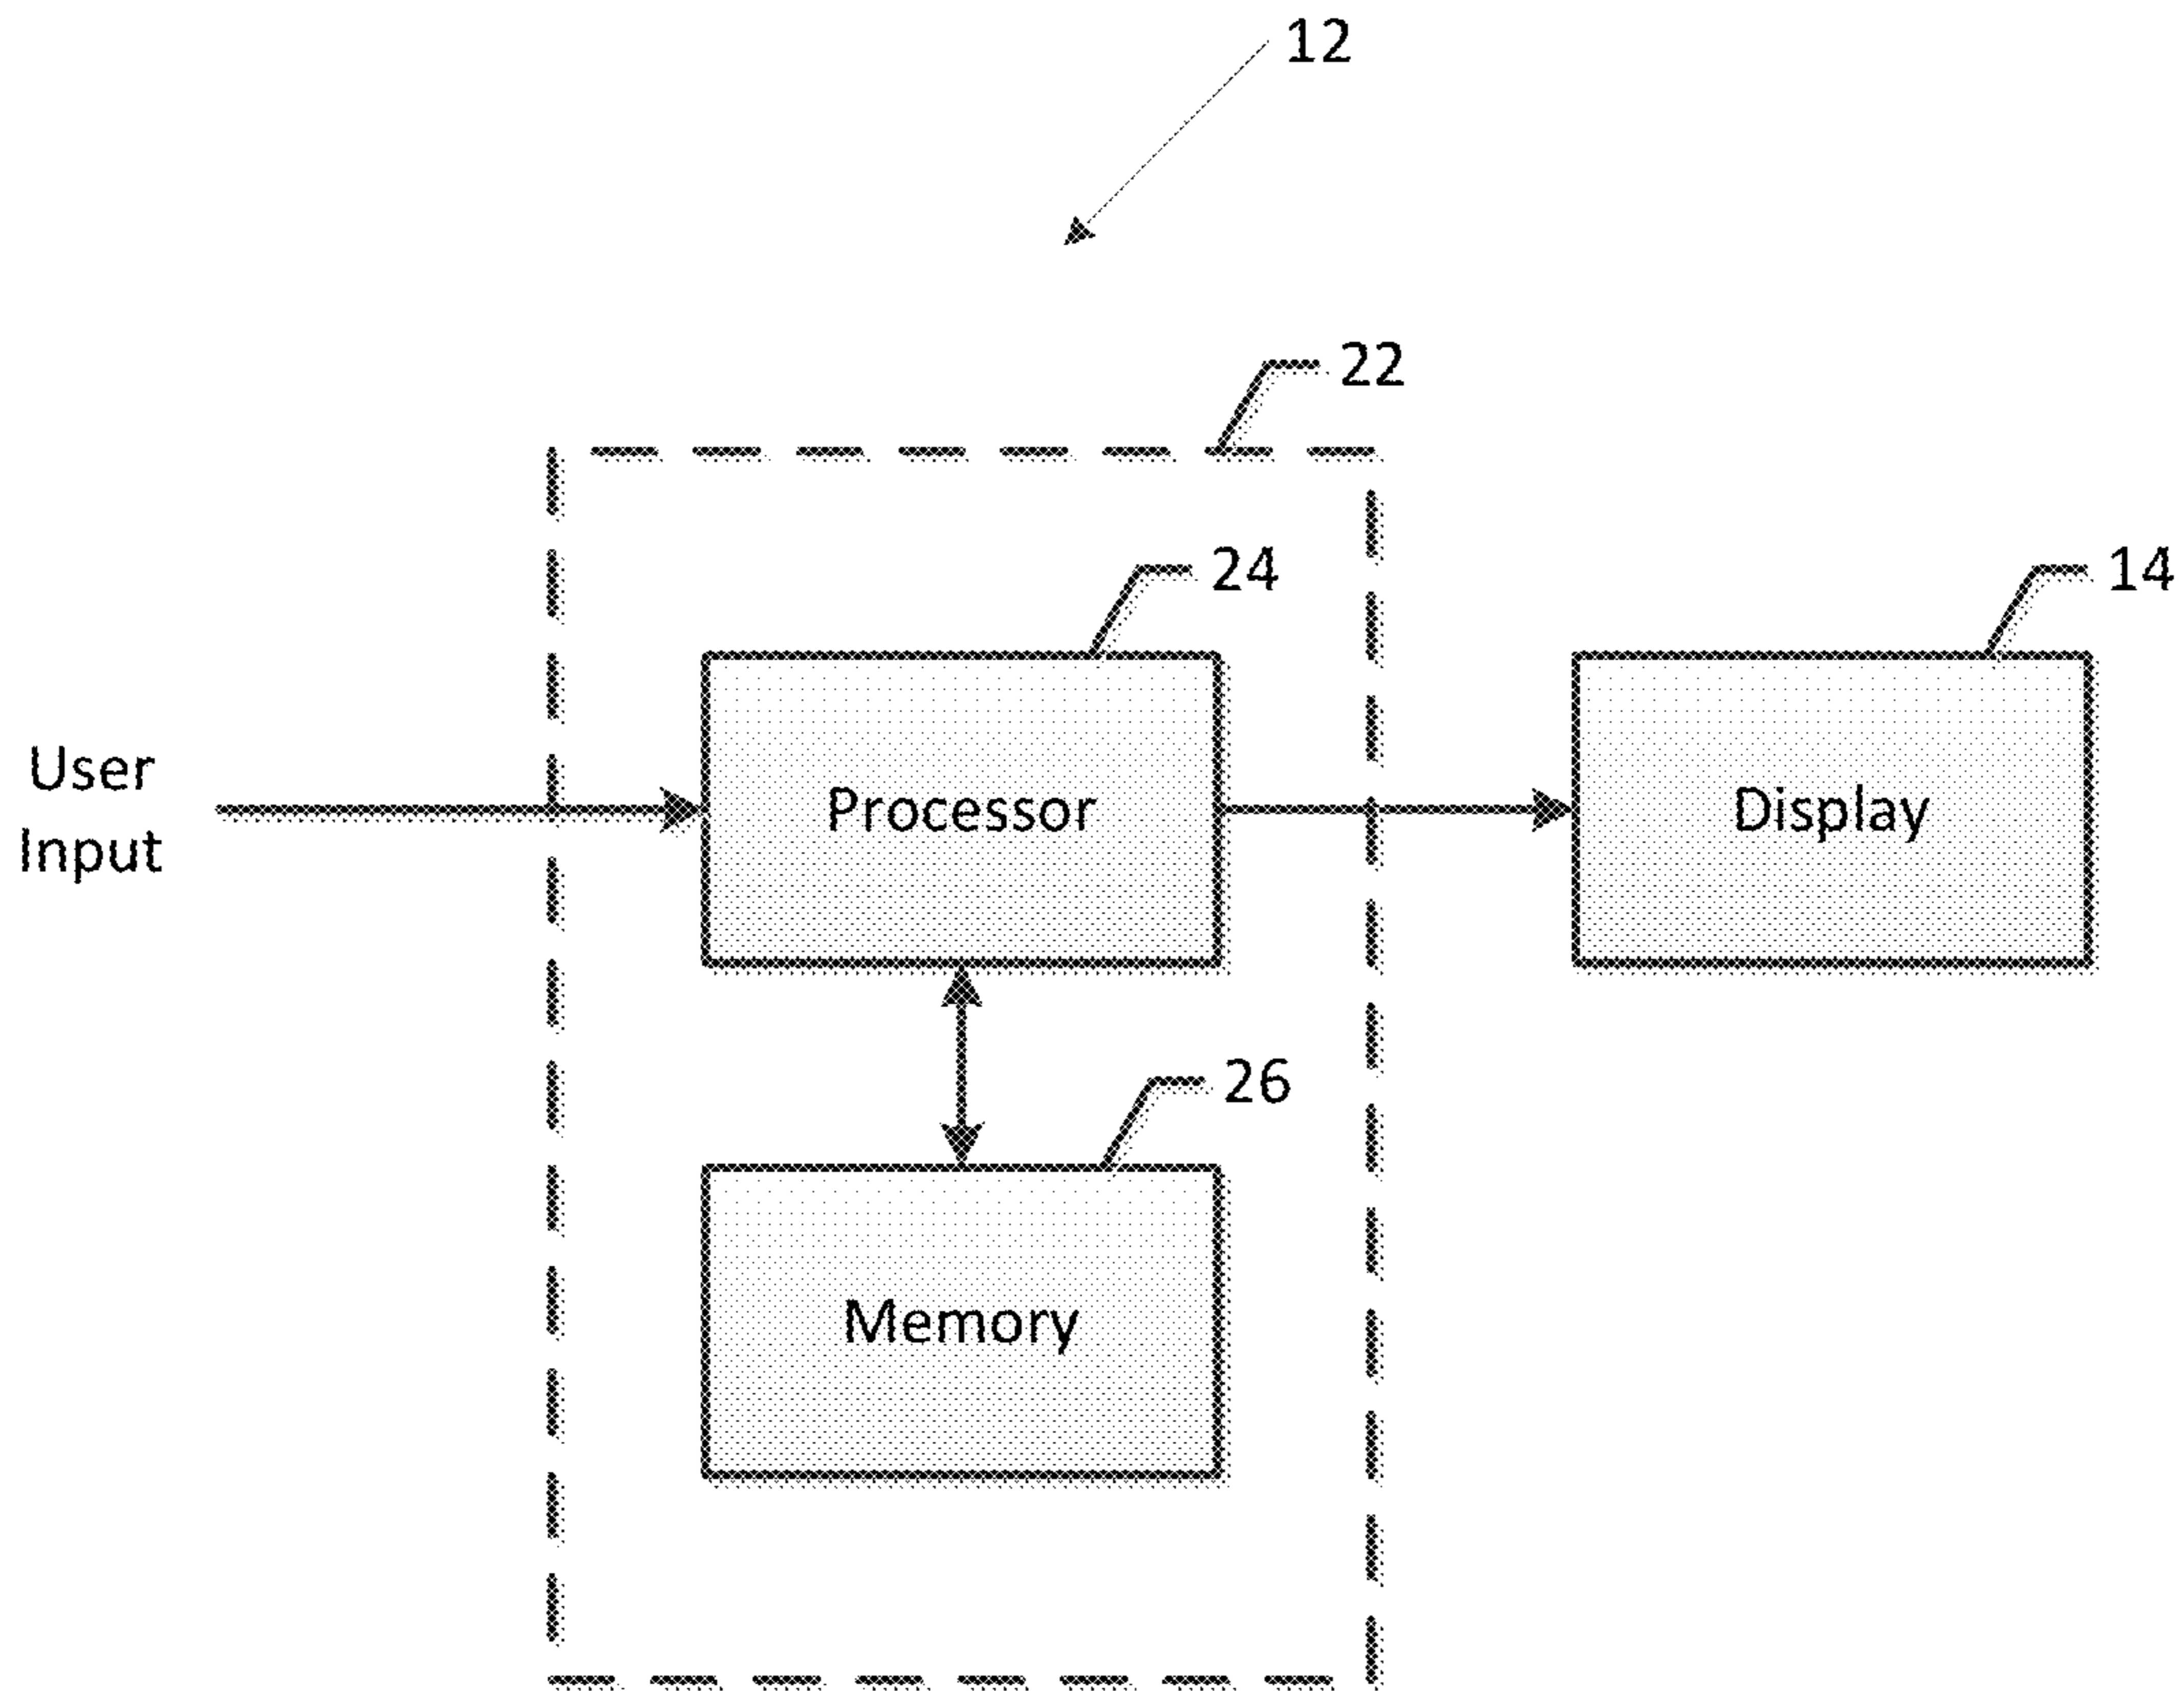 12
22
24
14
User
Input
Processor
Display
26
Memory